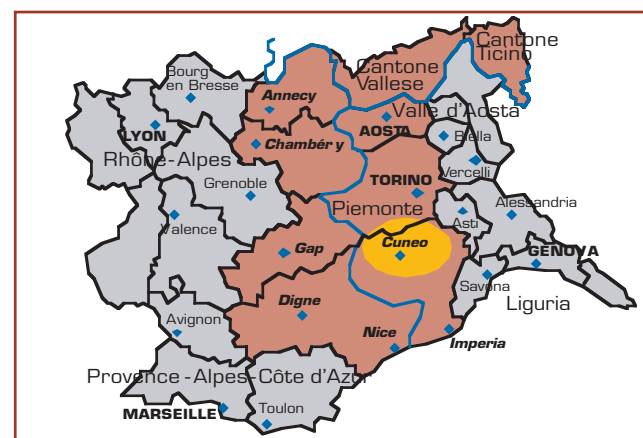 Cantone
Ticino
Cantone
Vallese
Bourg
en Bresse
Annecy
Valle d'Aosta
LYON
AOSTA
Biella
Chambér y
Rhône-Alpes
Vercelli
Grenoble
TORINO
Piemonte
Alessandria
Valence
Asti
Gap
Cuneo
GENOVA
Savona
Liguria
Digne
Avignon
Nice
Imperia
Provence -Alpes-Côte d'Azur
MARSEILLE
Toulon